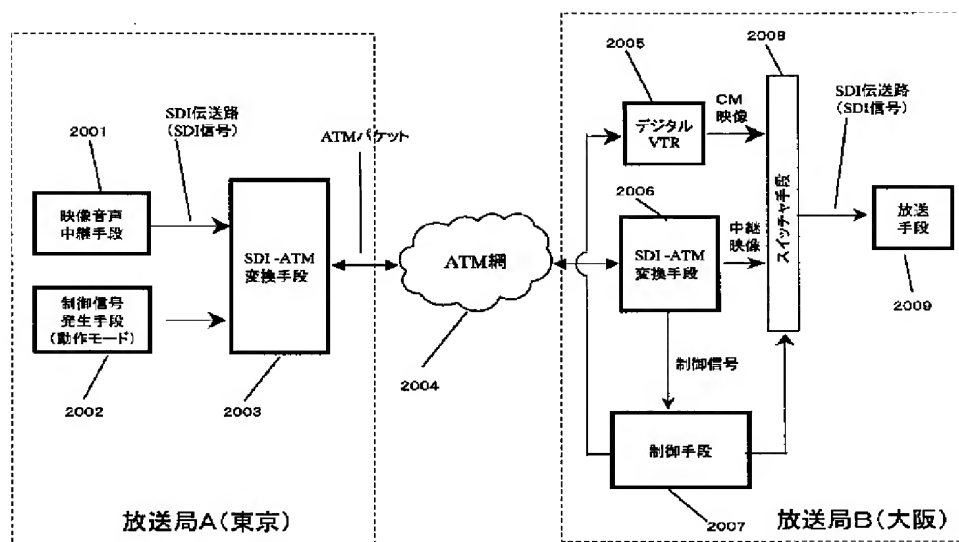 2001
SDI伝送路
(SDI信号)
ATMパケット
映像音声
中継手段
制御信号
発生手段
(動作モード)
2002
SDI-ATM
変換手段
2003
放送局A(東京)
ATM網
2004
2005
デジタル
VTR
CM
映像
2006
SDI-ATM
変換手段
中継
映像
制御信号
制御手段
2007
2008
スイッチャ手段
SDI伝送路
(SDI信号)
放送
手段
2009
放送局B(大阪)